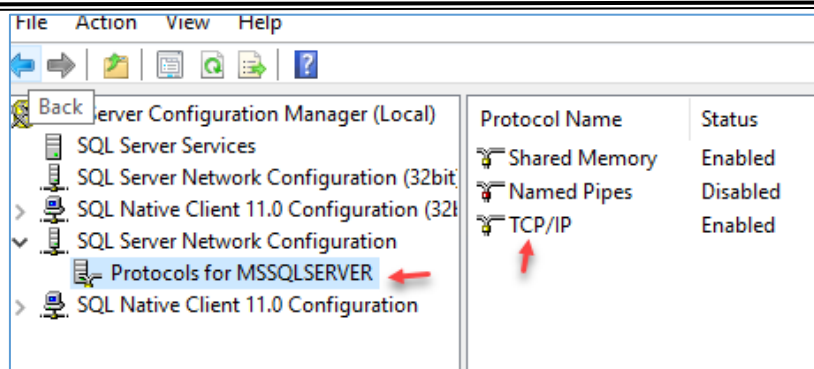 File Action View Help
Back
Server Configuration Manager (Local)
SQL Server Services
SQL Server Network Configuration (32bit
SQL Native Client 11.0 Configuration (32b
SQL Server Network Configuration
Protocols for MSSQLSERVER
SQL Native Client 11.0 Configuration
Protocol Name Status
Shared Memory Enabled
Named Pipes Disabled
TCP/IP Enabled